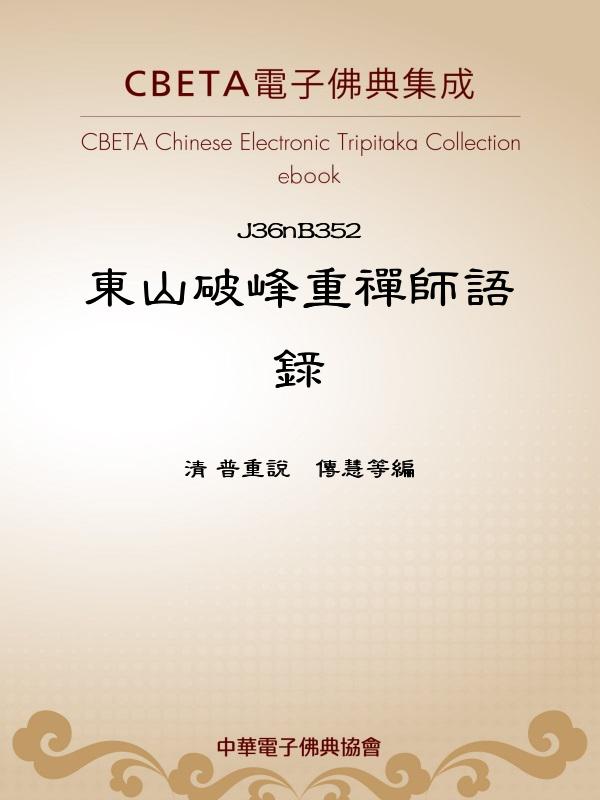 CBETA電子佛典集成
CBETA Chinese Electronic Tripitaka Collection
ebook
J36nB352
東山破峰重禪師語
錄
清 普重說　傳慧等編
中華電子佛典協會